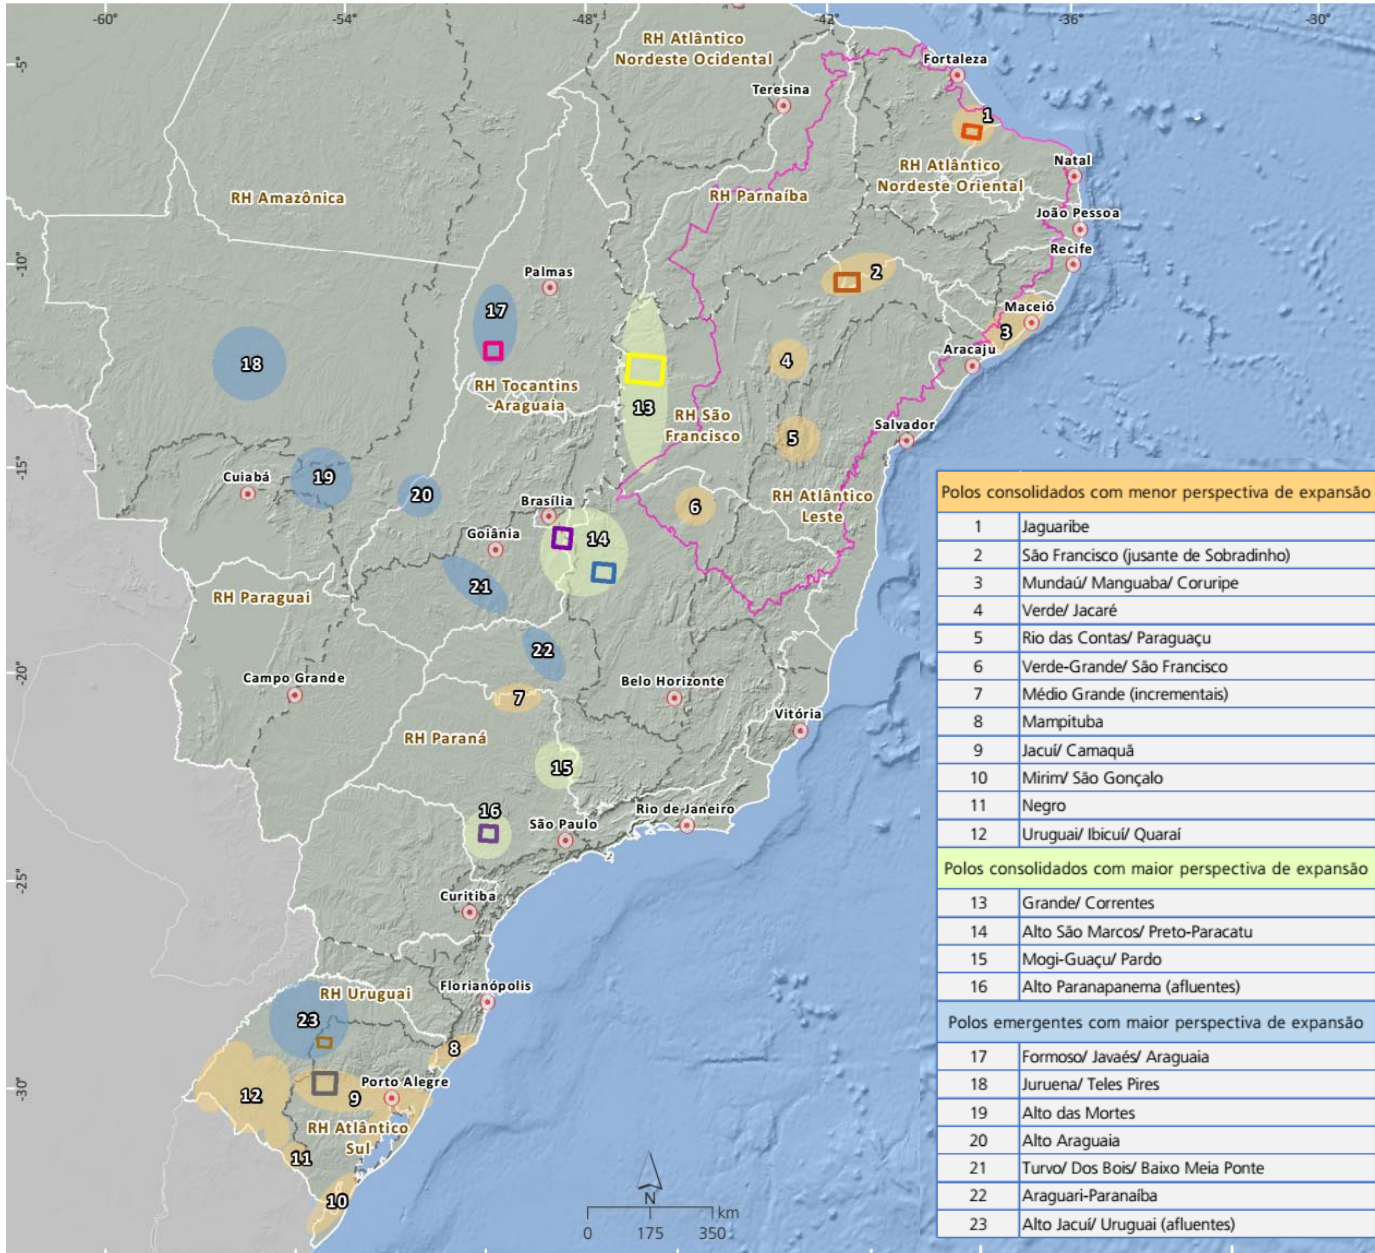 -60°
-54°
-48°
-42°
-36°
-30°
-5°
-10°
-15°
-20°
-25°
-30°
RH Atlântico
Nordeste Ocidental
Fortaleza
Teresina
1
RH Atlântico
Nordeste Oriental
Natal
RH Amazônica
RH Parnaíba
João Pessoa
Recife
Palmas
2
17
Maceió
3
18
4
Aracaju
RH Tocantins
-Araguaia
13
RH São
Francisco
5
Salvador
Cuiabá
19
20
Brasília
6
RH Atlântico
Leste
Goiânia
14
RH Paraguai
21
22
Campo Grande
7
Belo Horizonte
Vitória
RH Paraná
15
16
São Paulo
Rio de Janeiro
Curitiba
RH Uruguai
Florianópolis
23
8
12
9
Porto Alegre
RH Atlântico
Sul
11
10
N
km
0 175 350
Polos consolidados com menor perspectiva de expansão
1 Jaguaribe
2 São Francisco (jusante de Sobradinho)
3 Mundaú/ Manguaba/ Coruripe
4 Verde/ Jacaré
5 Rio das Contas/ Paraguaçu
6 Verde-Grande/ São Francisco
7 Médio Grande (incrementais)
8 Mampituba
9 Jacuí/ Camaquã
10 Mirim/ São Gonçalo
11 Negro
12 Uruguai/ Ibicuí/ Quaraí
Polos consolidados com maior perspectiva de expansão
13 Grande/ Correntes
14 Alto São Marcos/ Preto-Paracatu
15 Mogi-Guaçu/ Pardo
16 Alto Paranapanema (afluentes)
Polos emergentes com maior perspectiva de expansão
17 Formoso/ Javaés/ Araguaia
18 Juruena/ Teles Pires
19 Alto das Mortes
20 Alto Araguaia
21 Turvo/ Dos Bois/ Baixo Meia Ponte
22 Araguari-Paranaíba
23 Alto Jacuí/ Uruguai (afluentes)